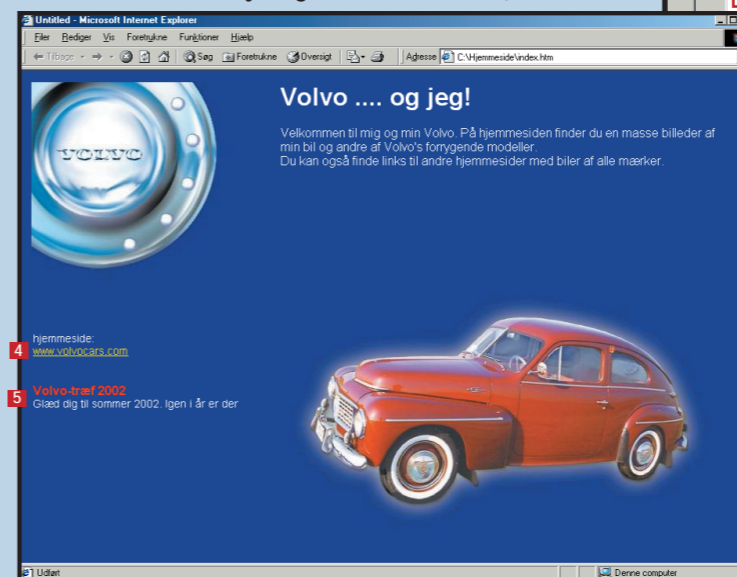 Untitled - Microsoft Internet Explorer
Filer Rediger Vis Foretrukne Funktioner Hjælp
Tilbage Søg Foretrukne Oversigt Adresse C:\Hjemmeside\index.htm
VOLVO
Volvo .... og jeg!
Velkommen til mig og min Volvo. På hjemmesiden finder du en masse billeder af
min bil og andre af Volvo's forrygende modeller.
Du kan også finde links til andre hjemmesider med biler af alle mærker.
hjemmeside:
4 www.volvocars.com
5 Volvo-træf 2002
Glæd dig til sommer 2002. Igen i år er der
Udført
Denne computer